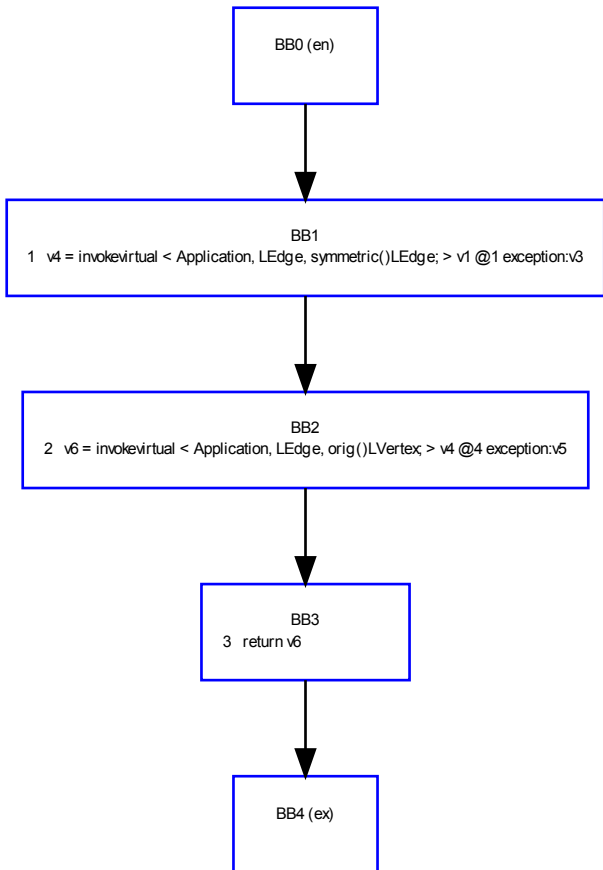 BB0 (en)
BB1
1 v4 = invokevirtual < Application, LEdge, symmetric()LEdge; > v1 @1 exception:v3
BB2
2 v6 = invokevirtual < Application, LEdge, orig()LVertex; > v4 @4 exception:v5
BB3
3 return v6
BB4 (ex)